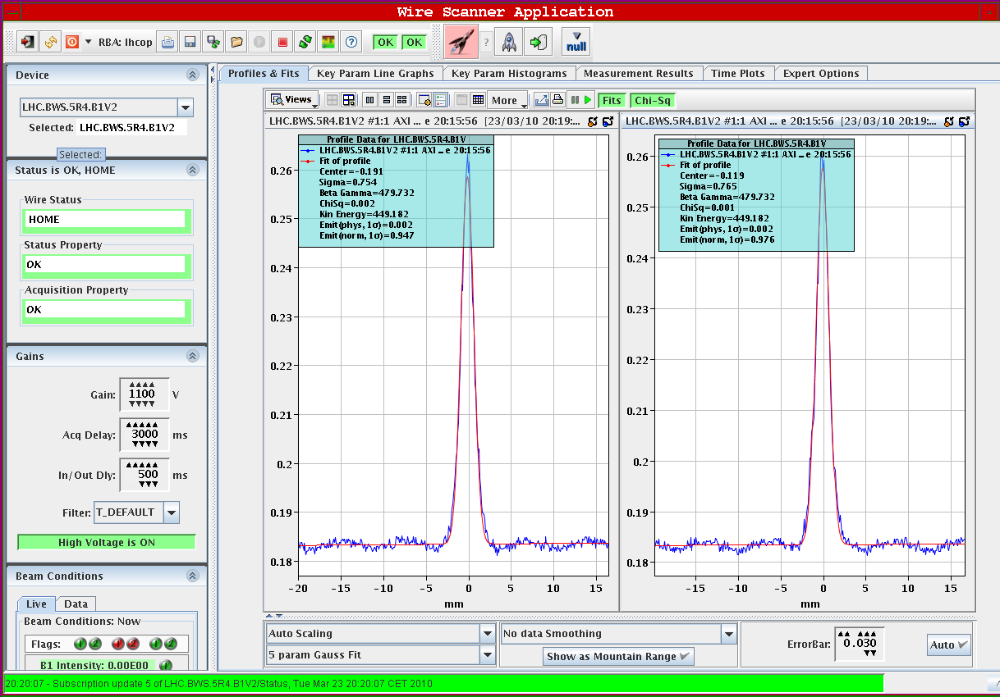 Wire Scanner Application
RBA: lhcop
OK OK
?
null
Device
LHC.BWS.5R4.B1V2
Selected: LHC.BWS.5R4.B1V2
Selected:
Status is OK, HOME
Wire Status
HOME
Status Property
OK
Acquisition Property
OK
Gains
Gain: 1100 V
Acq Delay: 3000 ms
In/Out Dly: 500 ms
Filter: T_DEFAULT
High Voltage is ON
Beam Conditions
Live Data
Beam Conditions: Now
Flags: 1 2 1 2 1 2
B1 Intensity: 0.00E00
Profiles & Fits Key Param Line Graphs Key Param Histograms Measurement Results Time Plots Expert Options
Views More Fits Chi-Sq
LHC.BWS.5R4.B1V2 #1:1 AXI ... e 20:15:56 [23/03/10 20:19:...
Profile Data for LHC.BWS.5R4.B1V
LHC.BWS.5R4.B1V2 #1:1 AXI ... e 20:15:56
Fit of profile
Center=-0.191
Sigma=0.754
Beta Gamma=479.732
ChiSq=0.002
Kin Energy=449.182
Emit(phys, 1σ)=0.002
Emit(norm, 1σ)=0.947
0.26
0.25
0.24
0.23
0.22
0.21
0.2
0.19
0.18
-20 -15 -10 -5 0 5 10 15
mm
LHC.BWS.5R4.B1V2 #1:1 AXI ... e 20:15:56 [23/03/10 20:19:...
Profile Data for LHC.BWS.5R4.B1V
LHC.BWS.5R4.B1V2 #1:1 AXI ... e 20:15:56
Fit of profile
Center=-0.119
Sigma=0.765
Beta Gamma=479.732
ChiSq=0.001
Kin Energy=449.182
Emit(phys, 1σ)=0.002
Emit(norm, 1σ)=0.976
0.26
0.25
0.24
0.23
0.22
0.21
0.2
0.19
0.18
-15 -10 -5 0 5 10 15
mm
Auto Scaling
5 param Gauss Fit
No data Smoothing
Show as Mountain Range
ErrorBar: 0.030
Auto
20:20:07 - Subscription update 5 of LHC.BWS.5R4.B1V2/Status, Tue Mar 23 20:20:07 CET 2010